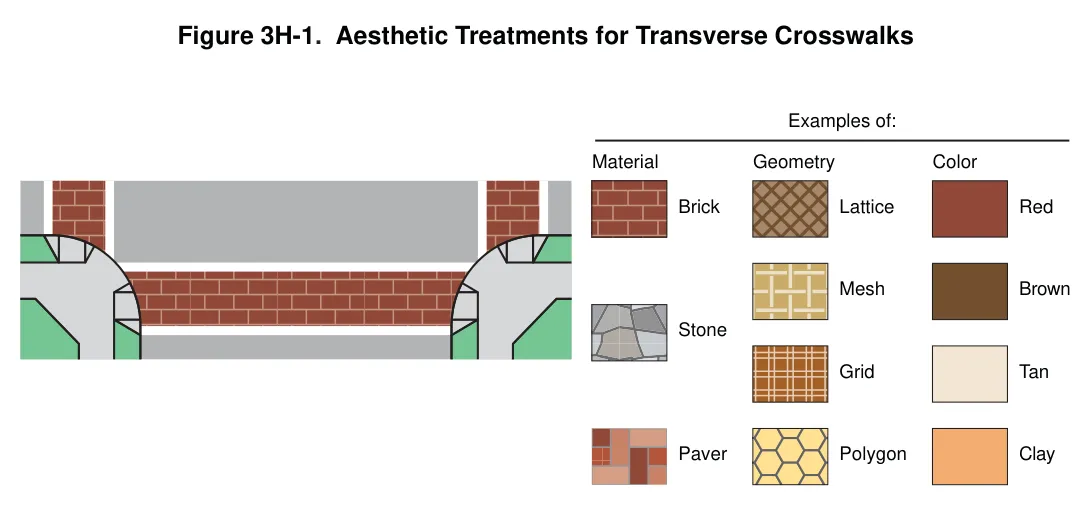 Figure 3H-1.  Aesthetic Treatments for Transverse Crosswalks
Examples of:
Material
Geometry
Color
Brick
Lattice
Red
Mesh
Brown
Stone
Grid
Tan
Paver
Polygon
Clay